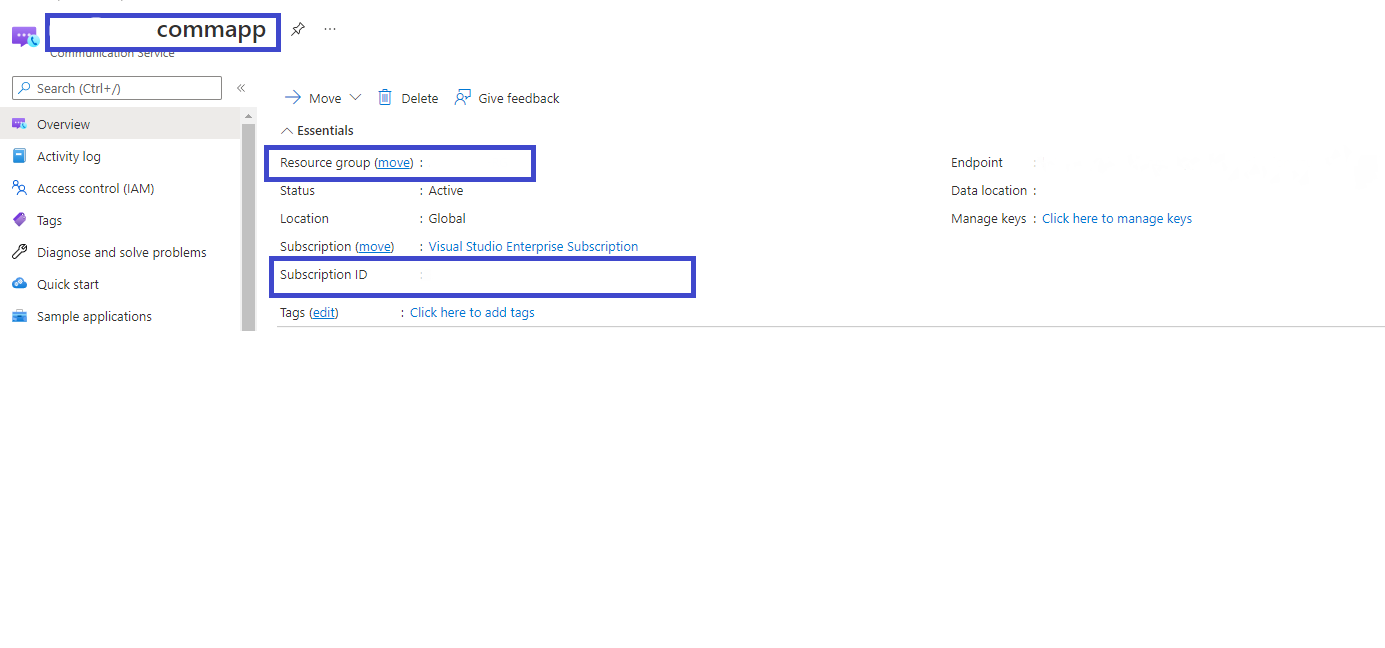 commapp
...
Communication Service
Search (Ctrl+/)
«
Move Delete Give feedback
Overview
Activity log
Access control (IAM)
Tags
Diagnose and solve problems
Quick start
Sample applications
Essentials
Resource group (move) :
Status : Active
Location : Global
Subscription (move) : Visual Studio Enterprise Subscription
Subscription ID :
Tags (edit) : Click here to add tags
Endpoint :
Data location :
Manage keys : Click here to manage keys